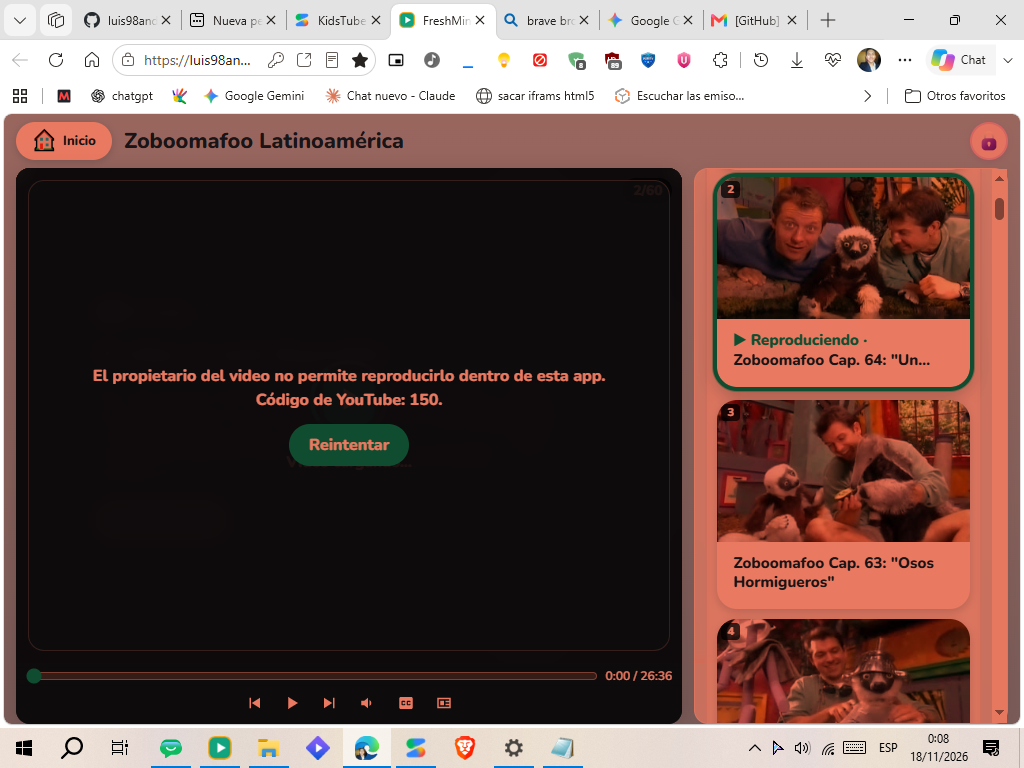 luis98and
Nueva pe
KidsTube
FreshMin
brave bro
Google G
[GitHub]
https://luis98an...
8
89
Chat
chatgpt
Google Gemini
Chat nuevo - Claude
sacar iframs html5
Escuchar las emiso...
Otros favoritos
Inicio
Zoboomafoo Latinoamérica
2/60
El propietario del video no permite reproducirlo dentro de esta app.
Código de YouTube: 150.
Reintentar
0:00 / 26:36
CC
2
▶ Reproduciendo ·
Zoboomafoo Cap. 64: "Un...
3
Zoboomafoo Cap. 63: "Osos
Hormigueros"
4
ESP
0:08
18/11/2026